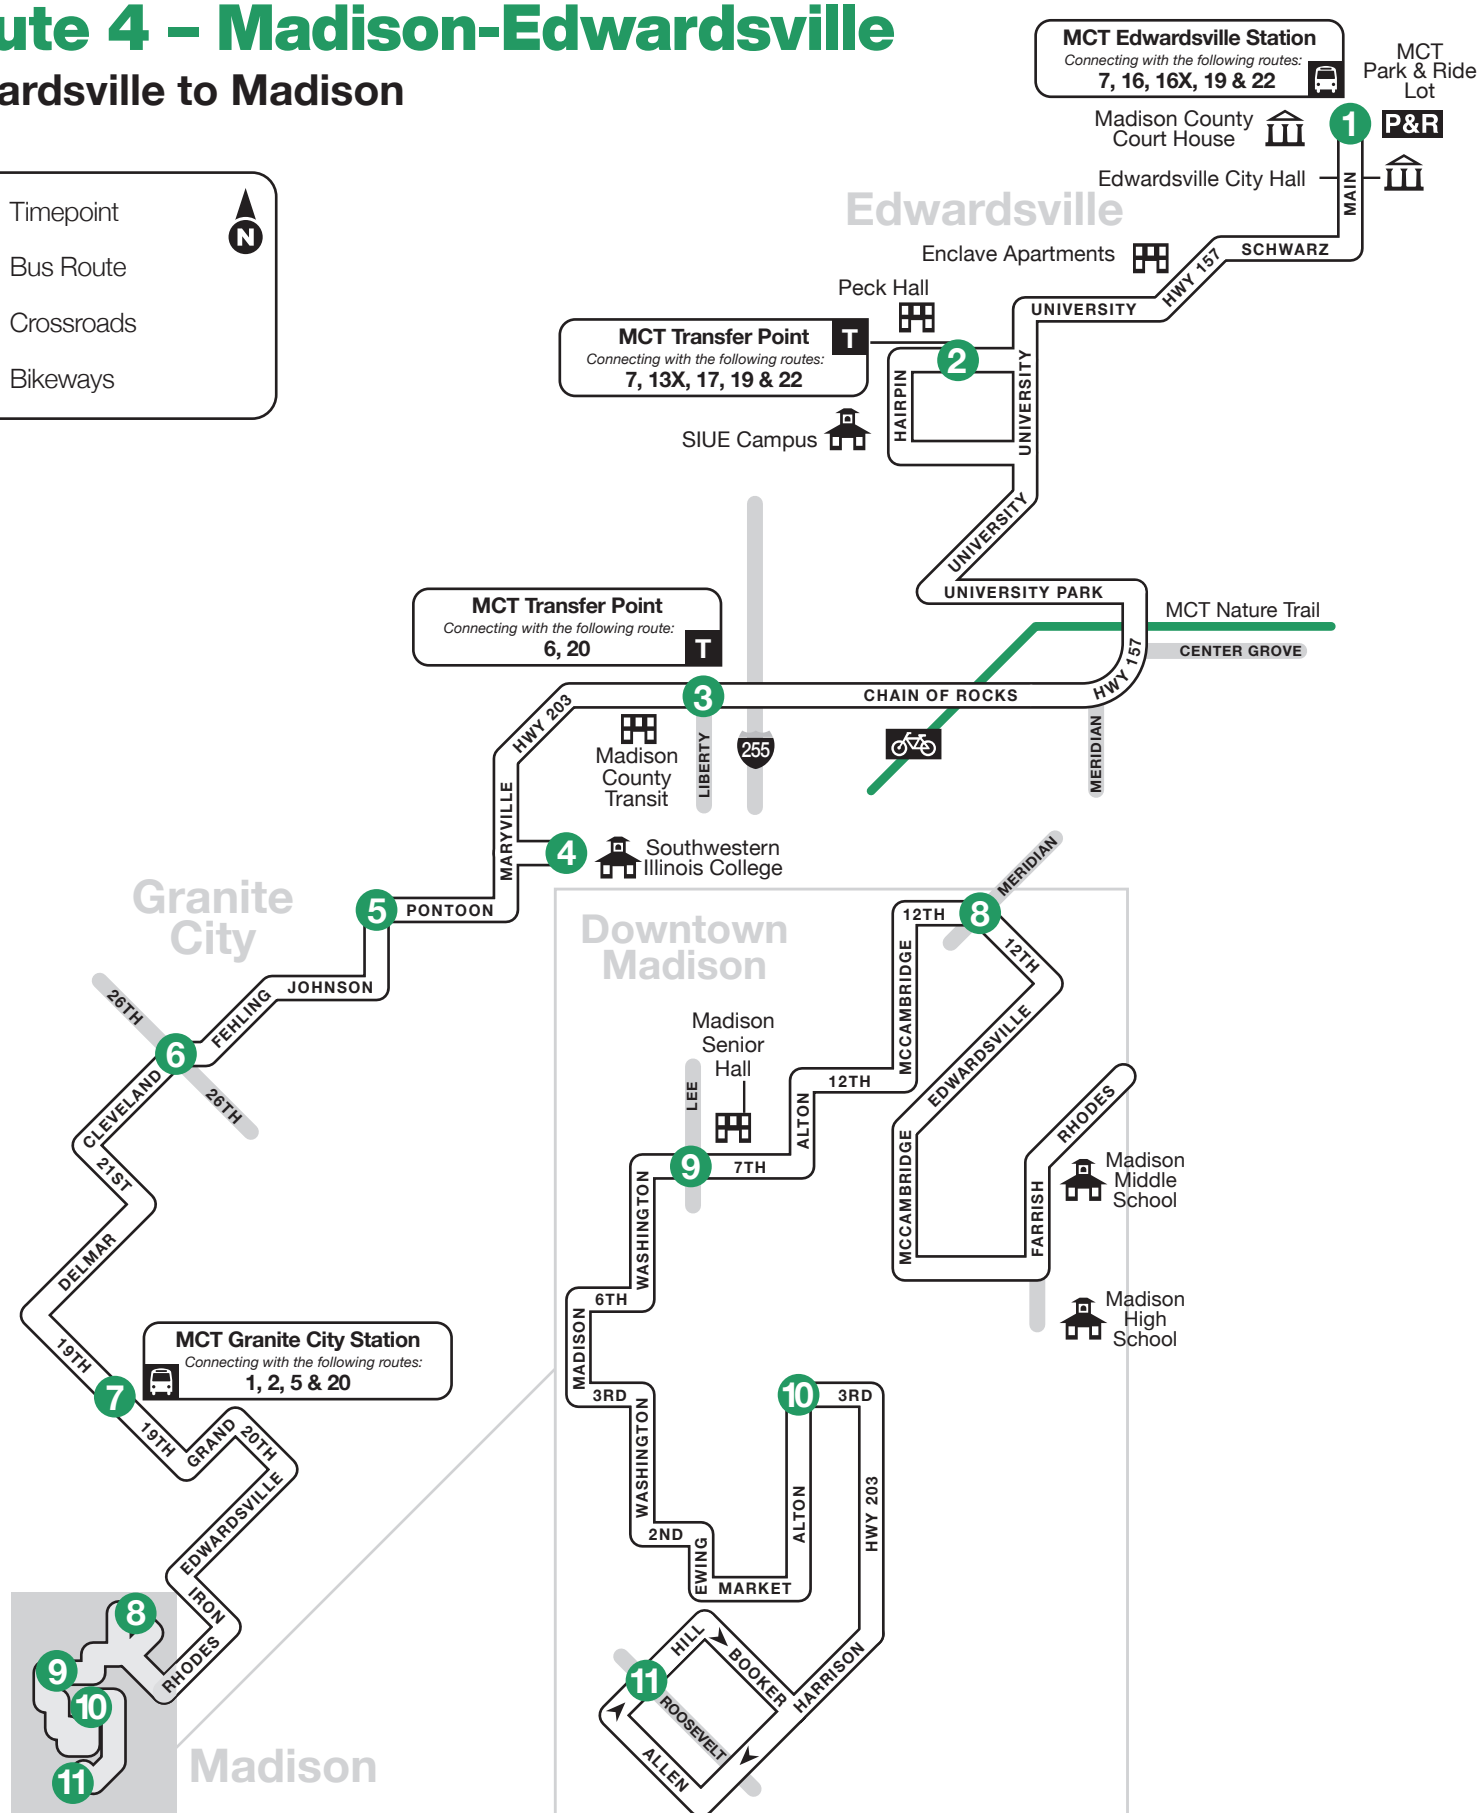 ute 4 – Madison-Edwardsville
ardsville to Madison
Timepoint
N
Bus Route
Crossroads
Bikeways
MCT Edwardsville Station
Connecting with the following routes:
7, 16, 16X, 19 & 22
MCT
Park & Ride
Lot
P&R
Madison County
Court House
1
Edwardsville City Hall
MAIN
Edwardsville
SCHWARZ
Enclave Apartments
HWY 157
Peck Hall
UNIVERSITY
MCT Transfer Point
T
Connecting with the following routes:
7, 13X, 17, 19 & 22
2
HAIRPIN
UNIVERSITY
SIUE Campus
UNIVERSITY
UNIVERSITY PARK
MCT Nature Trail
CENTER GROVE
HWY 157
MCT Transfer Point
Connecting with the following route:
6, 20
T
3
CHAIN OF ROCKS
MERIDIAN
HWY 203
Madison
County
Transit
LIBERTY
255
MARYVILLE
4
Southwestern
Illinois College
Granite
City
5
PONTOON
JOHNSON
FEHLING
26TH
6
26TH
CLEVELAND
21ST
DELMAR
19TH
MCT Granite City Station
Connecting with the following routes:
1, 2, 5 & 20
7
19TH
GRAND
20TH
EDWARDSVILLE
IRON
RHODES
8
9
10
11
Madison
Downtown
Madison
MERIDIAN
12TH
8
12TH
MCCAMBRIDGE
EDWARDSVILLE
Madison
Senior
Hall
LEE
12TH
ALTON
RHODES
9
7TH
MCCAMBRIDGE
FARRISH
Madison
Middle
School
Madison
High
School
WASHINGTON
6TH
MADISON
3RD
WASHINGTON
10
3RD
2ND
EWING
MARKET
ALTON
HWY 203
HILL
BOOKER
HARRISON
11
ROOSEVELT
ALLEN